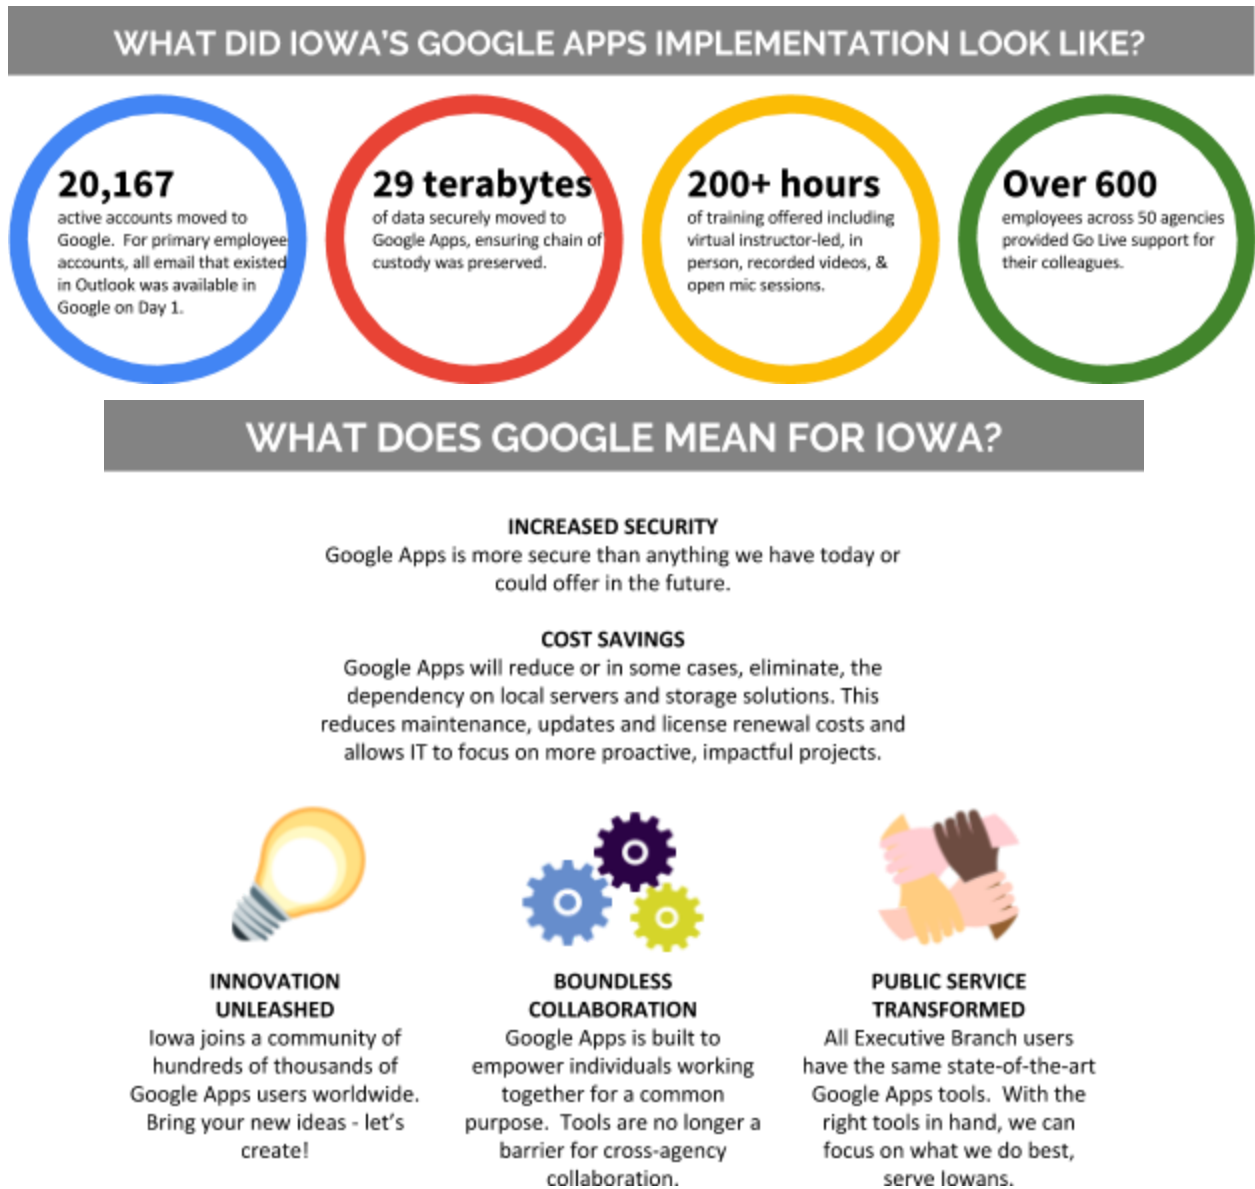 WHAT DID IOWA'S GOOGLE APPS IMPLEMENTATION LOOK LIKE?
20,167
active accounts moved to
Google. For primary employee
accounts, all email that existed
in Outlook was available in
Google on Day 1.
29 terabytes
of data securely moved to
Google Apps, ensuring chain of
custody was preserved.
200+ hours
of training offered including
virtual instructor-led, in
person, recorded videos, &
open mic sessions.
Over 600
employees across 50 agencies
provided Go Live support for
their colleagues.
WHAT DOES GOOGLE MEAN FOR IOWA?
INCREASED SECURITY
Google Apps is more secure than anything we have today or
could offer in the future.
COST SAVINGS
Google Apps will reduce or in some cases, eliminate, the
dependency on local servers and storage solutions. This
reduces maintenance, updates and license renewal costs and
allows IT to focus on more proactive, impactful projects.
INNOVATION
UNLEASHED
Iowa joins a community of
hundreds of thousands of
Google Apps users worldwide.
Bring your new ideas - let's
create!
BOUNDLESS
COLLABORATION
Google Apps is built to
empower individuals working
together for a common
purpose. Tools are no longer a
barrier for cross-agency
collaboration.
PUBLIC SERVICE
TRANSFORMED
All Executive Branch users
have the same state-of-the-art
Google Apps tools. With the
right tools in hand, we can
focus on what we do best,
serve Iowans.